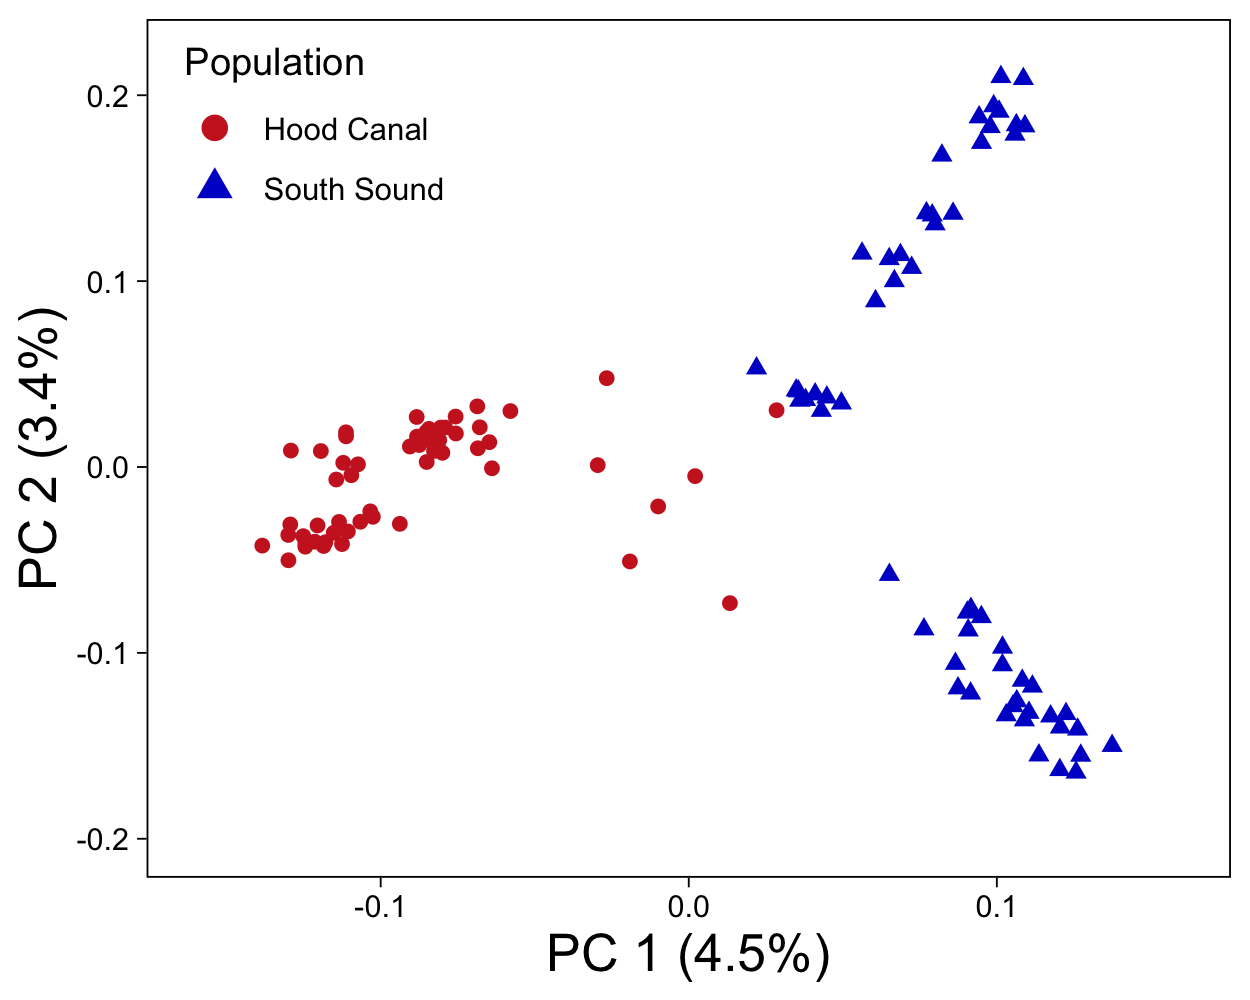 Population
Hood Canal
South Sound
0.2
0.1
0.0
-0.1
-0.2
PC 2 (3.4%)
-0.1
0.0
0.1
PC 1 (4.5%)